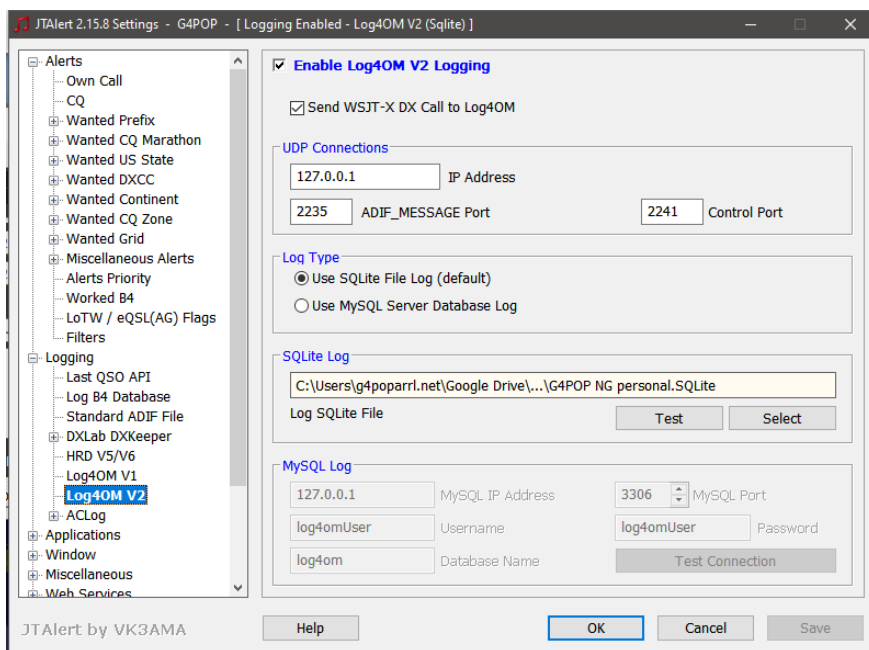 JTAlert 2.15.8 Settings - G4POP - [ Logging Enabled - Log4OM V2 (Sqlite) ]
Alerts
Own Call
CQ
Wanted Prefix
Wanted CQ Marathon
Wanted US State
Wanted DXCC
Wanted Continent
Wanted CQ Zone
Wanted Grid
Miscellaneous Alerts
Alerts Priority
Worked B4
LoTW / eQSL(AG) Flags
Filters
Logging
Last QSO API
Log B4 Database
Standard ADIF File
DXLab DXKeeper
HRD V5/V6
Log4OM V1
Log4OM V2
ACLog
Applications
Window
Miscellaneous
Web Services
Enable Log4OM V2 Logging
Send WSJT-X DX Call to Log4OM
UDP Connections
127.0.0.1 IP Address
2235 ADIF_MESSAGE Port 2241 Control Port
Log Type
Use SQLite File Log (default)
Use MySQL Server Database Log
SQLite Log
C:\Users\g4poparrl.net\Google Drive\...\G4POP NG personal.SQLite
Log SQLite File Test Select
MySQL Log
127.0.0.1 MySQL IP Address 3306 MySQL Port
log4omUser Username log4omUser Password
log4om Database Name Test Connection
JTAlert by VK3AMA Help OK Cancel Save